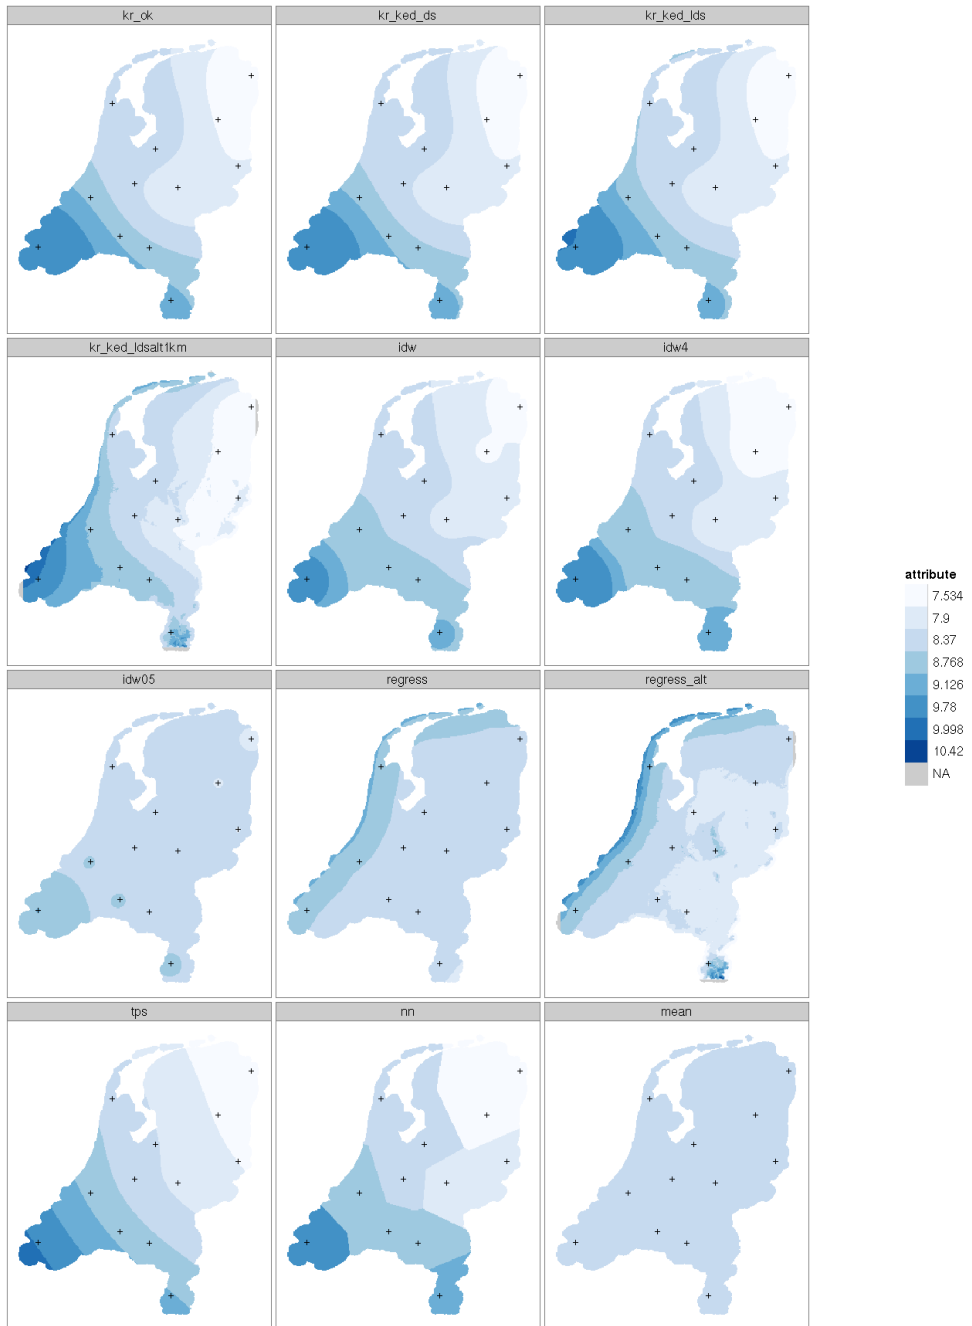 kr_ok
kr_ked_ds
kr_ked_lds
kr_ked_ldsalt1km
idw
idw4
idw05
regress
regress_alt
tps
nn
mean
attribute
7.534
7.9
8.37
8.768
9.126
9.78
9.998
10.42
NA